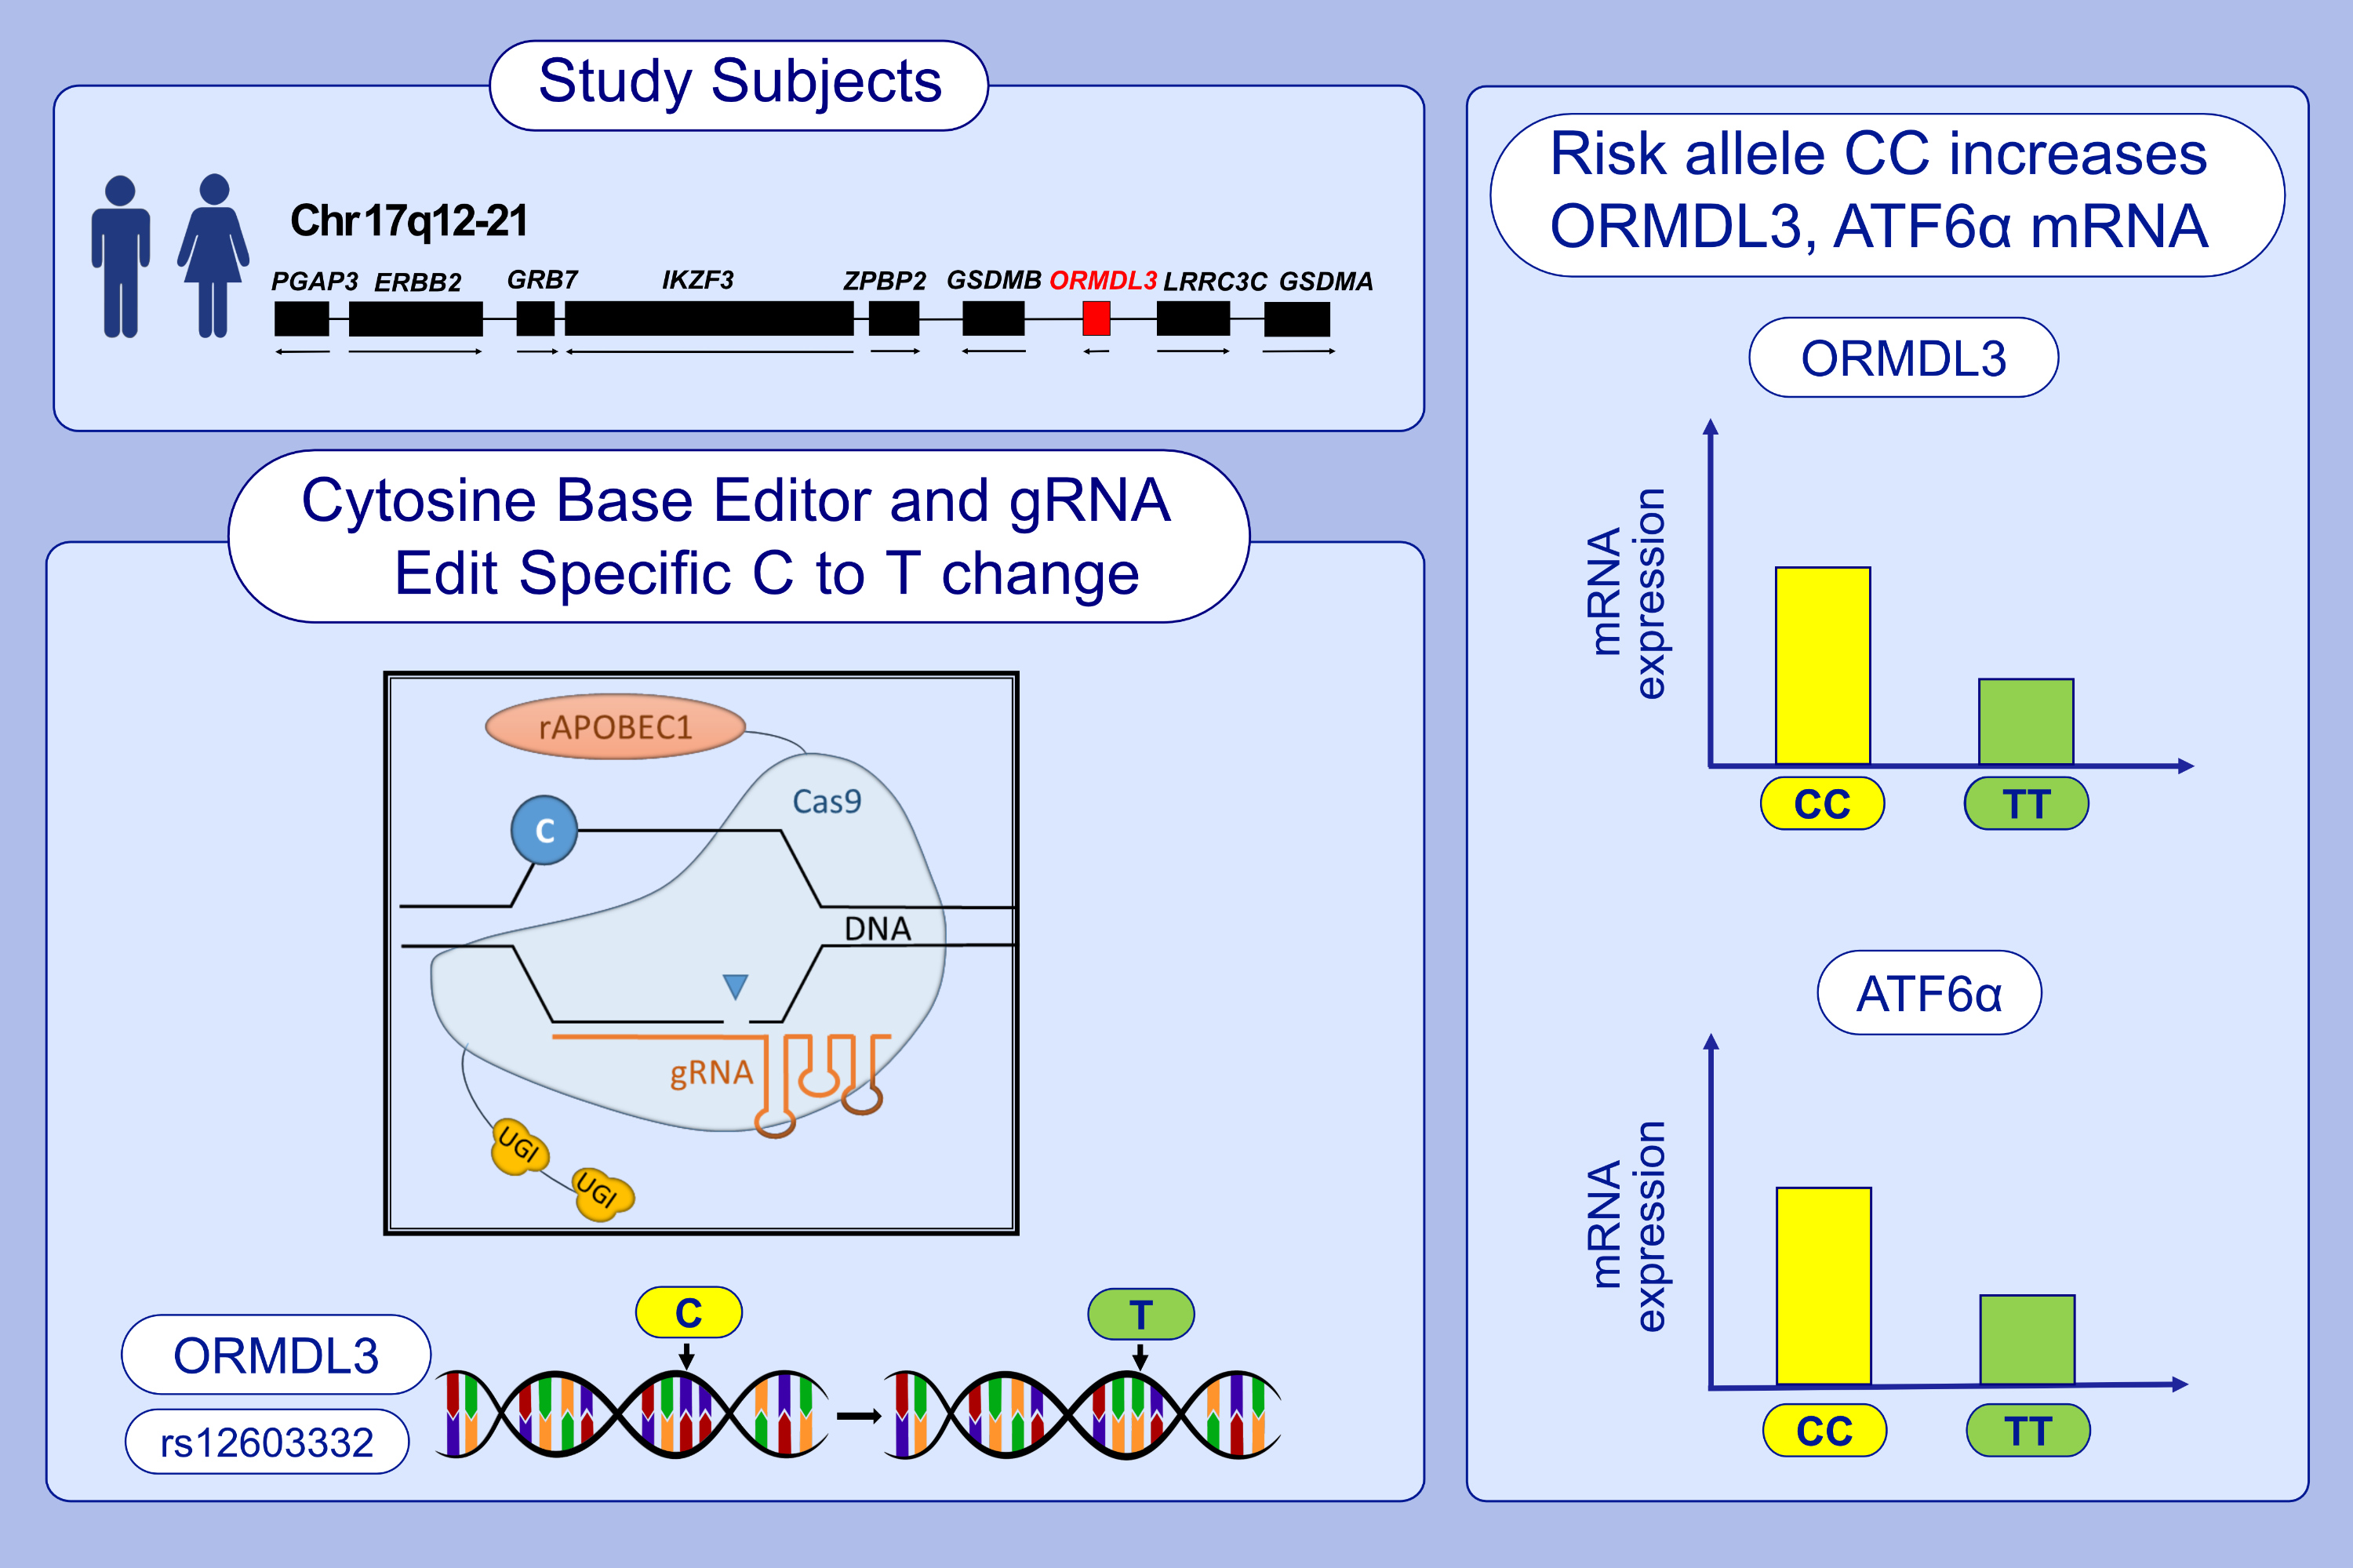 Study Subjects
Chr17q12-21
PGAP3 ERBB2 GRB7 IKZF3 ZPBP2 GSDMB ORMDL3 LRRC3C GSDMA
Cytosine Base Editor and gRNA
Edit Specific C to T change
rAPOBEC1
Cas9
C
DNA
gRNA
UGI
UGI
C
T
ORMDL3
rs12603332
Risk allele CC increases
ORMDL3, ATF6α mRNA
ORMDL3
mRNA
expression
CC TT
ATF6α
mRNA
expression
CC TT